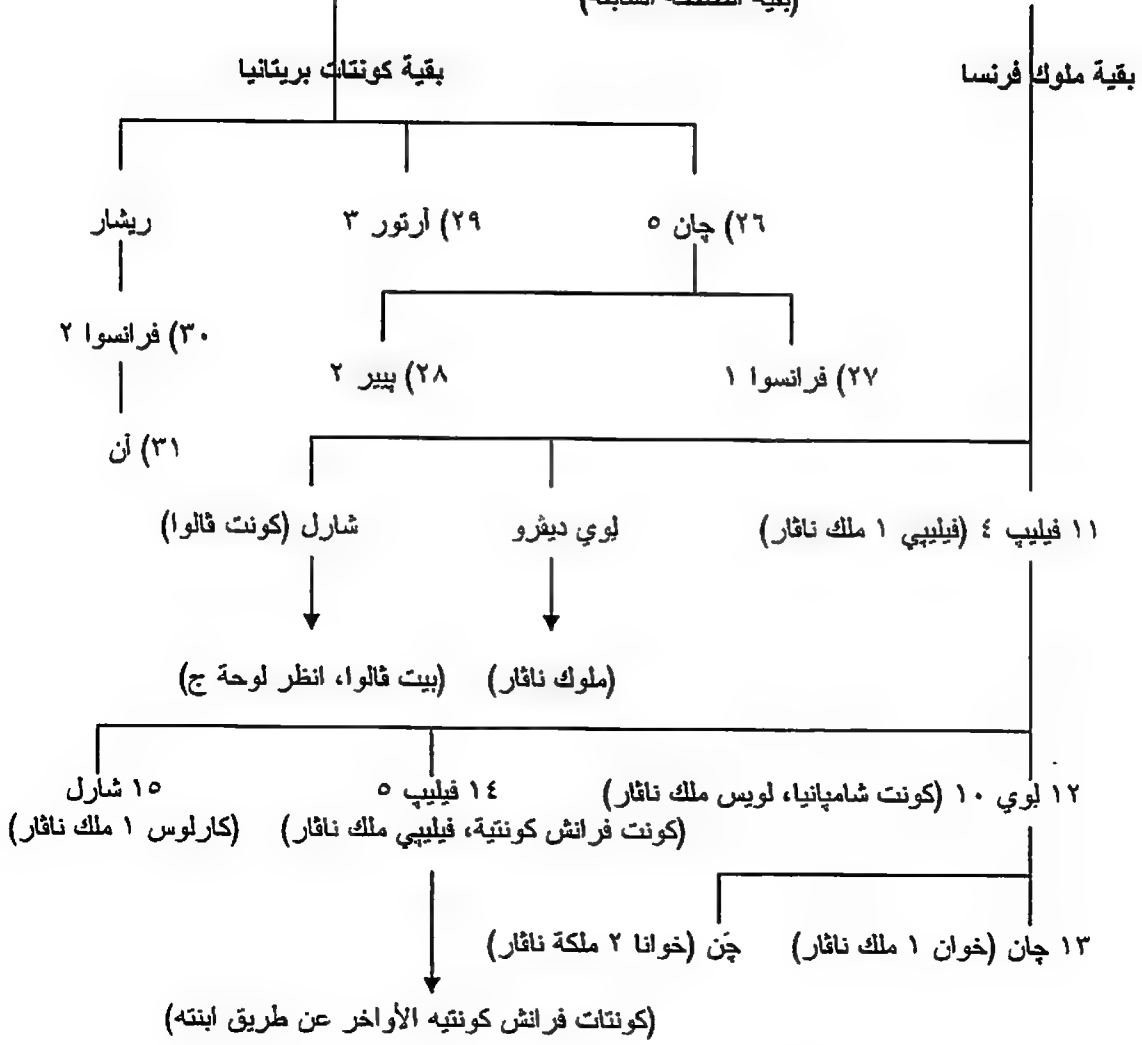 بقية ملوك فرنسا بقية كونتات بريتانيا
٢٦) چان ٥ ٢٩) آرتور ٣ ريشار
٣٠) فرانسوا ٢
٢٧) فرانسوا ١ ٢٨) پيير ٢
٣١) آن
١١ فيليپ ٤ (فيليپي ١ ملك ناڤار) لوي ديڤرو شارل (كونت ڤالوا)
(ملوك ناڤار) (بيت ڤالوا، انظر لوحة ج)
١٢ لوي ١٠ (كونت شامپانيا، لويس ملك ناڤار) ١٤ فيليپ ٥ ١٥ شارل
(كونت فرانش كونتية، فيليپي ملك ناڤار) (كارلوس ١ ملك ناڤار)
١٣ چان (خوان ١ ملك ناڤار) چَن (خوانا ٢ ملكة ناڤار)
(كونتات فرانش كونتيه الأواخر عن طريق ابنته)